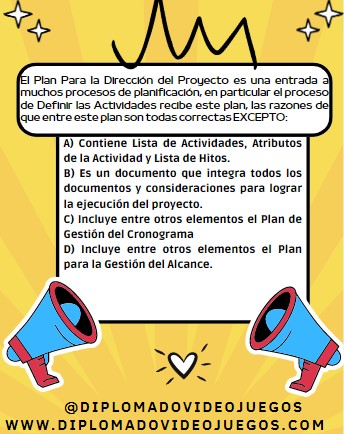 El Plan Para la Dirección del Proyecto es una entrada a
muchos procesos de planificación, en particular el proceso
de Definir las Actividades recibe este plan, las razones de
que entre este plan son todas correctas EXCEPTO:
A) Contiene Lista de Actividades, Atributos
de la Actividad y Lista de Hitos.
B) Es un documento que integra todos los
documentos y consideraciones para lograr
la ejecución del proyecto.
C) Incluye entre otros elementos el Plan de
Gestión del Cronograma
D) Incluye entre otros elementos el Plan
para la Gestión del Alcance.
@DIPLOMADOVIDEOJUEGOS
WWW.DIPLOMADOVIDEOJUEGOS.COM